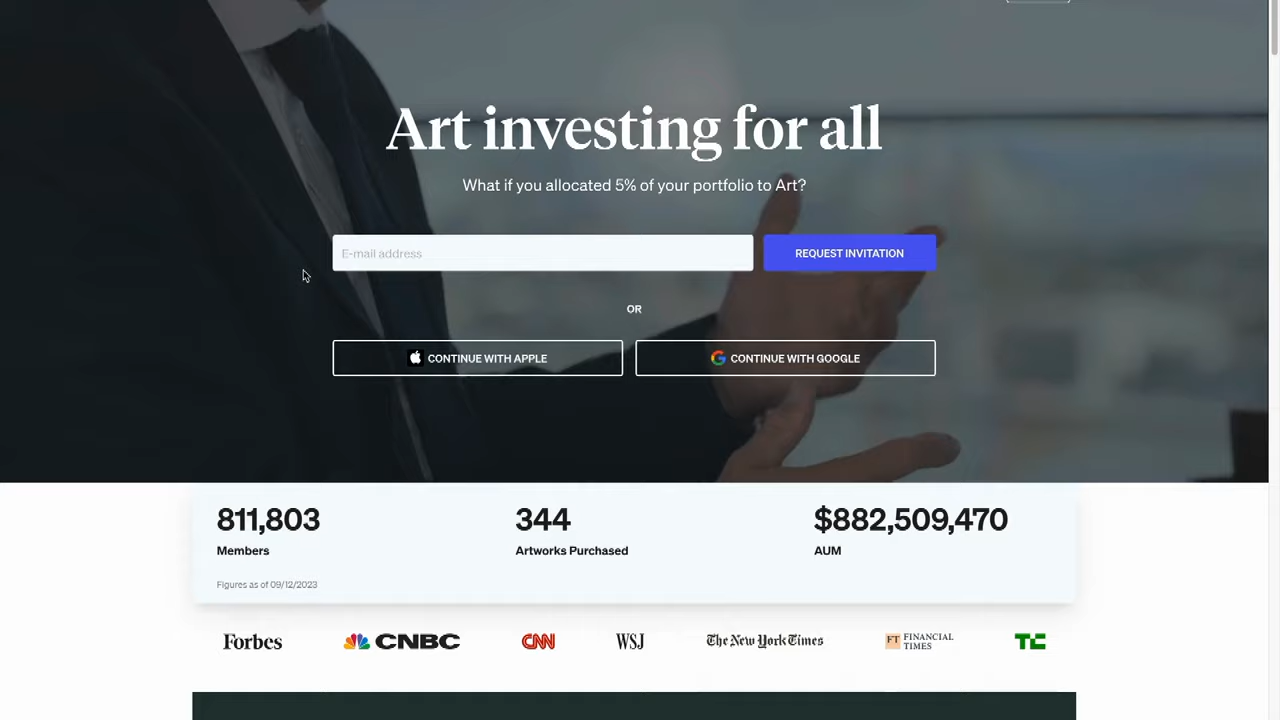 Art investing for all
What if you allocated 5% of your portfolio to Art?
E-mail address
REQUEST INVITATION
OR
CONTINUE WITH APPLE
CONTINUE WITH GOOGLE
811,803
344
$882,509,470
Members
Artworks Purchased
AUM
Figures as of 09/12/2023
Forbes
CNBC
CNN
WSJ
The New York Times
FT FINANCIAL
TIMES
TC